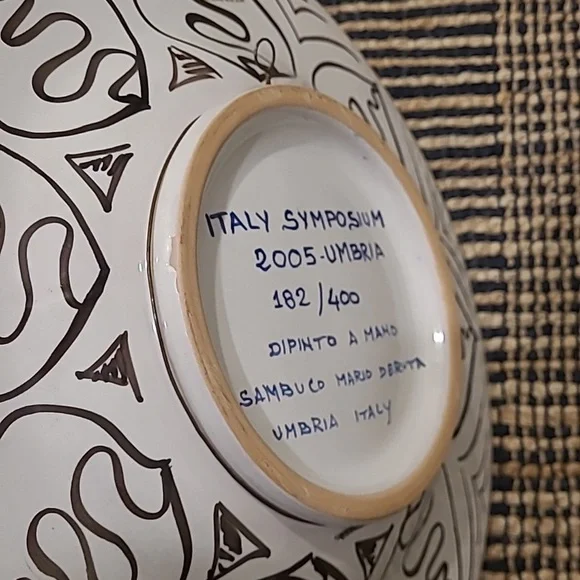 ITALY SYMPOSIUM
2005-UMBRIA
182/400
DIPINTO A MANO
SAMBUCO MARIO DERUTA
UMBRIA ITALY